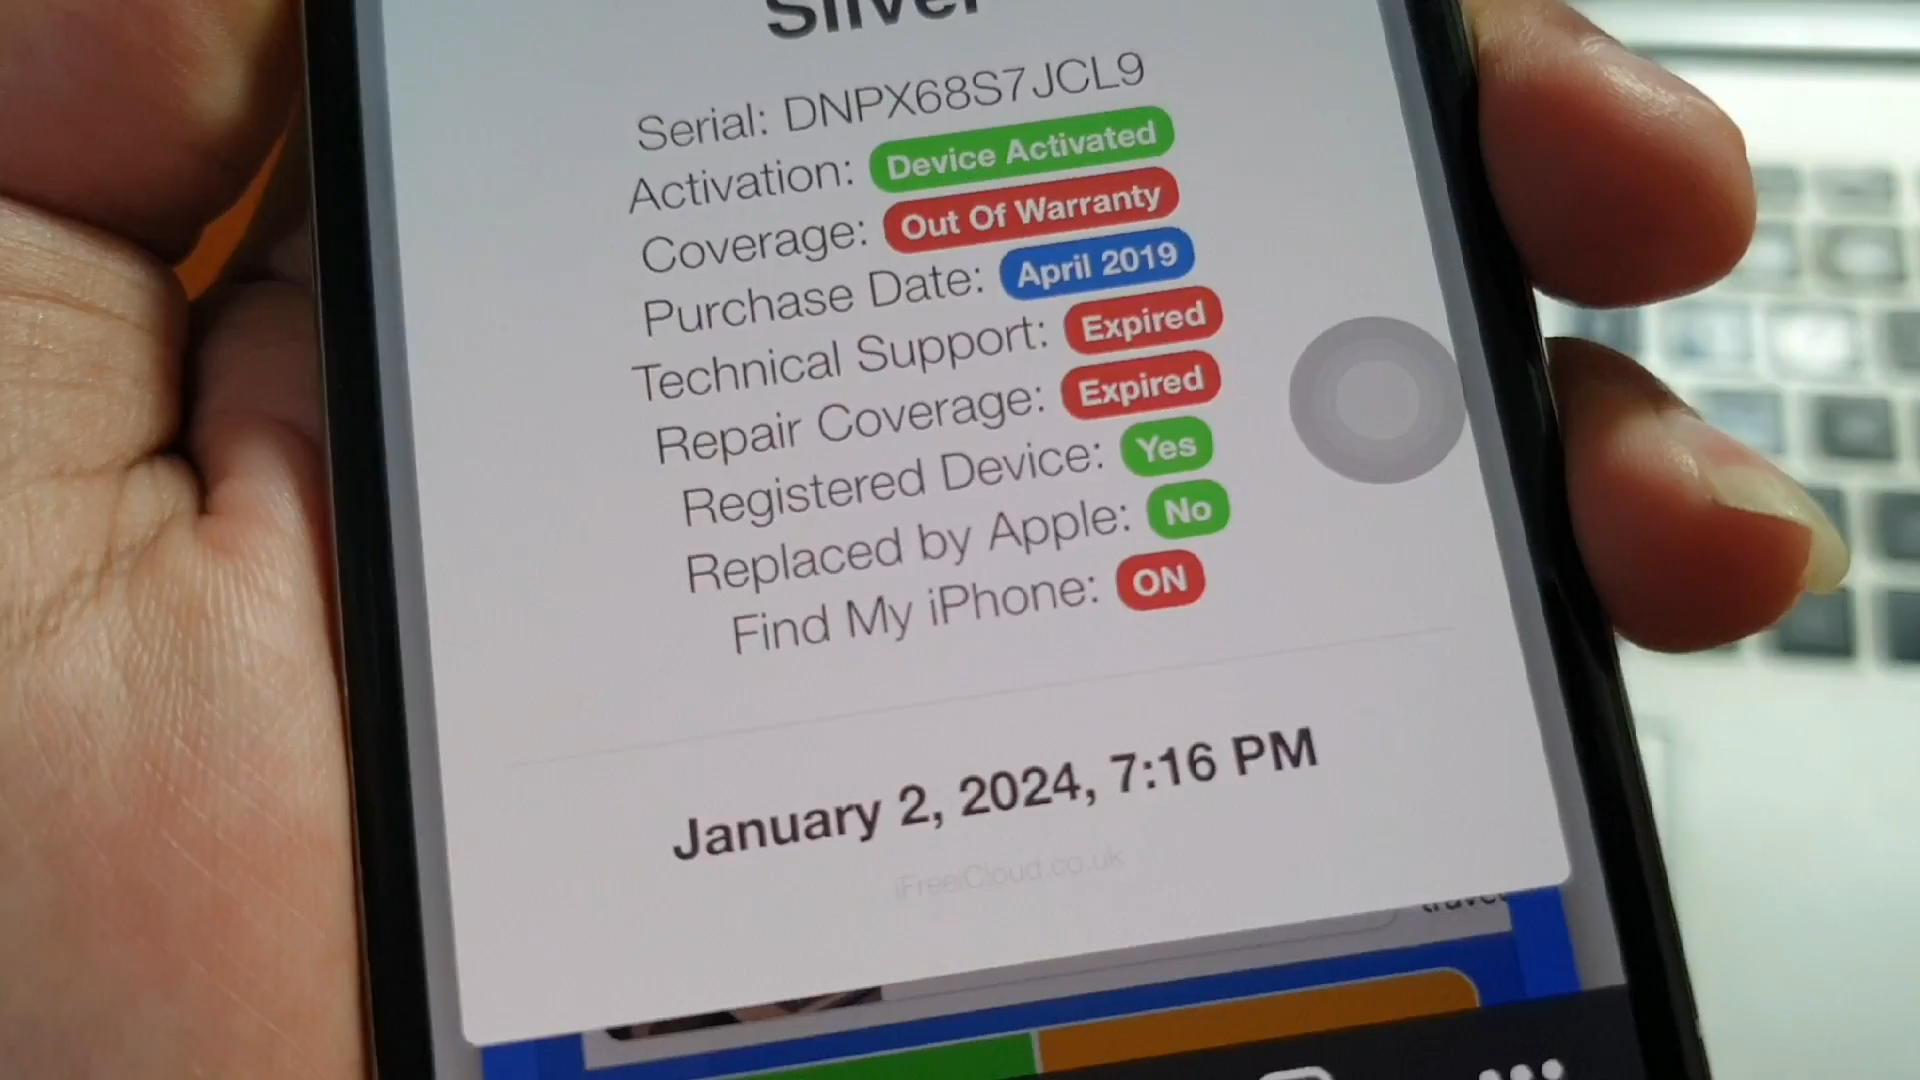 Silver
Serial: DNPX68S7JCL9
Activation: Device Activated
Coverage: Out Of Warranty
Purchase Date: April 2019
Technical Support: Expired
Repair Coverage: Expired
Registered Device: Yes
Replaced by Apple: No
Find My iPhone: ON
January 2, 2024, 7:16 PM
iFreeiCloud.co.uk